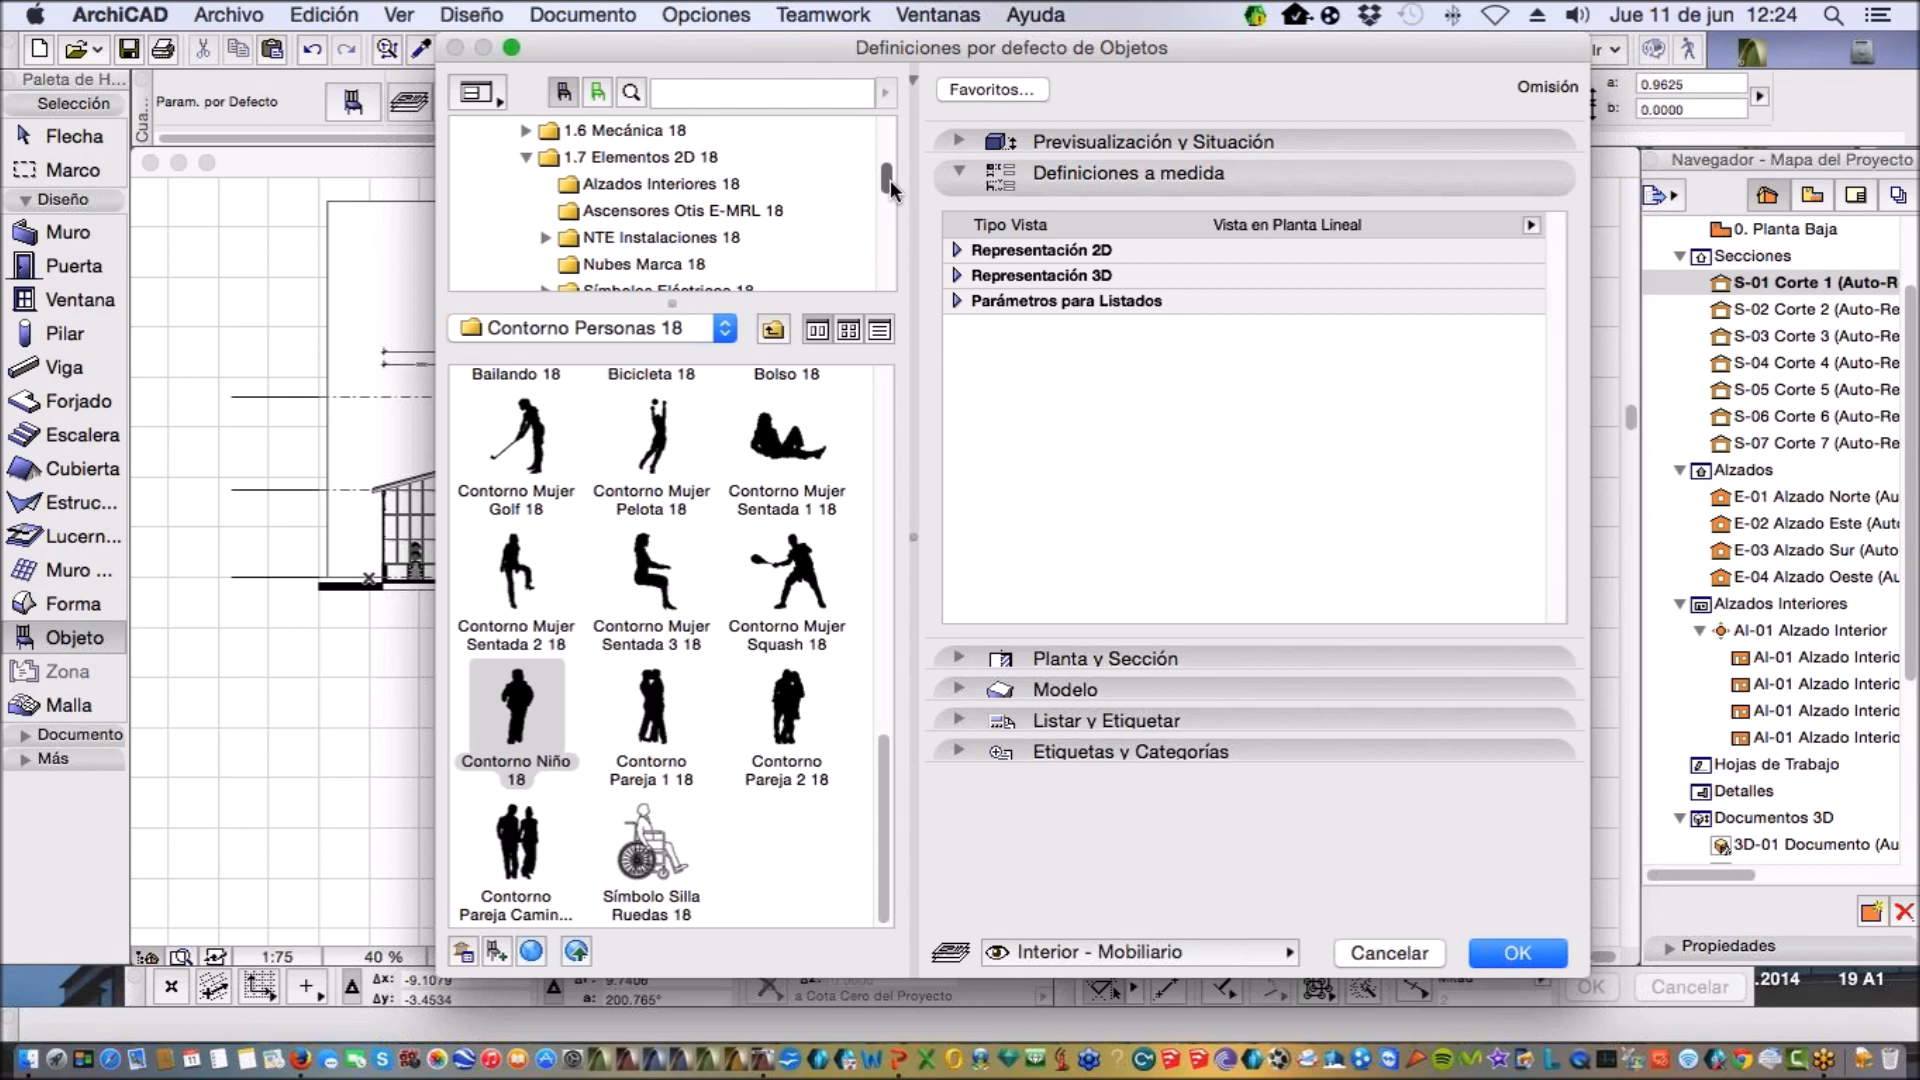 ArchiCAD Archivo Edición Ver Diseño Documento Opciones Teamwork Ventanas Ayuda
Jue 11 de jun 12:24
Definiciones por defecto de Objetos
Paleta de H...
Selección
Flecha
Marco
Diseño
Muro
Puerta
Ventana
Pilar
Viga
Forjado
Escalera
Cubierta
Estruc...
Lucern...
Muro ...
Forma
Objeto
Zona
Malla
Documento
Más
Cua...
Param. por Defecto
1.6 Mecánica 18
1.7 Elementos 2D 18
Alzados Interiores 18
Ascensores Otis E-MRL 18
NTE Instalaciones 18
Nubes Marca 18
Símbolos Eléctricos 18
Contorno Personas 18
Bailando 18 Bicicleta 18 Bolso 18
Contorno Mujer Contorno Mujer Contorno Mujer
Golf 18 Pelota 18 Sentada 1 18
Contorno Mujer Contorno Mujer Contorno Mujer
Sentada 2 18 Sentada 3 18 Squash 18
Contorno Niño Contorno Contorno
18 Pareja 1 18 Pareja 2 18
Contorno Símbolo Silla
Pareja Camin... Ruedas 18
Favoritos...
Omisión
Previsualización y Situación
Definiciones a medida
Tipo Vista Vista en Planta Lineal
Representación 2D
Representación 3D
Parámetros para Listados
Planta y Sección
Modelo
Listar y Etiquetar
Etiquetas y Categorías
Interior - Mobiliario
Cancelar OK
Ir
a: 0.9625
b: 0.0000
Navegador - Mapa del Proyecto
0. Planta Baja
Secciones
S-01 Corte 1 (Auto-R
S-02 Corte 2 (Auto-Re
S-03 Corte 3 (Auto-Re
S-04 Corte 4 (Auto-Re
S-05 Corte 5 (Auto-Re
S-06 Corte 6 (Auto-Re
S-07 Corte 7 (Auto-Re
Alzados
E-01 Alzado Norte (Au
E-02 Alzado Este (Aut
E-03 Alzado Sur (Auto
E-04 Alzado Oeste (Au
Alzados Interiores
AI-01 Alzado Interior
AI-01 Alzado Interio
AI-01 Alzado Interio
AI-01 Alzado Interio
AI-01 Alzado Interio
Hojas de Trabajo
Detalles
Documentos 3D
3D-01 Documento (Au
Propiedades
1:75 40 %
Δx: -9.1079
Δy: -3.4534
a: 200.765°
a Cota Cero del Proyecto
OK Cancelar
.2014 19 A1